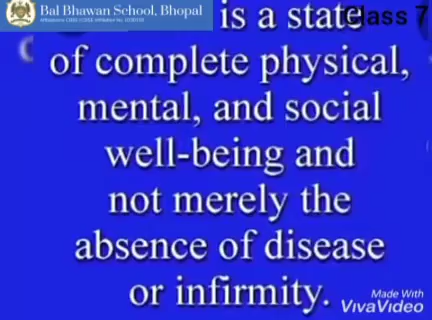 Bal Bhawan School, Bhopal
is a state
Class 7
of complete physical,
mental, and social
well-being and
not merely the
absence of disease
or infirmity.
Made With
VivaVideo